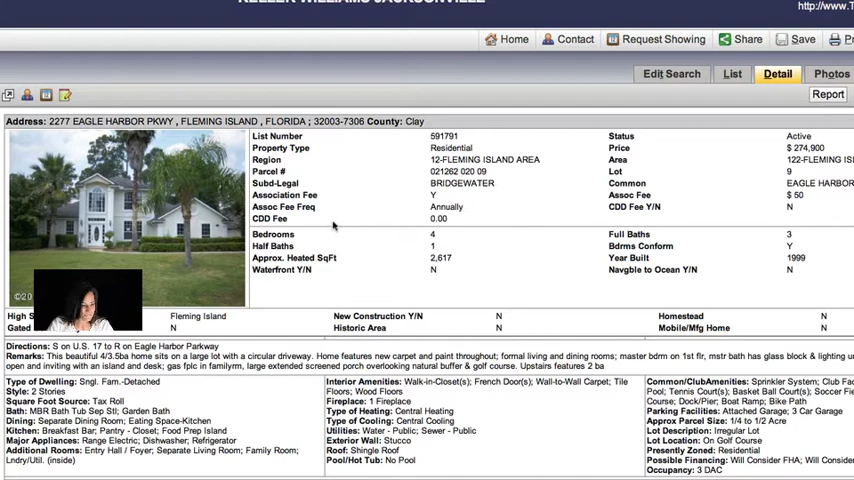 KELLER WILLIAMS JACKSONVILLE
http://www.T
Home Contact Request Showing Share Save Pr
Edit Search List Detail Photos
Report
Address: 2277 EAGLE HARBOR PKWY , FLEMING ISLAND , FLORIDA ; 32003-7306 County: Clay
List Number 591791 Status Active
Property Type Residential Price $ 274,900
Region 12-FLEMING ISLAND AREA Area 122-FLEMING ISL
Parcel # 021262 020 09 Lot 9
Subd-Legal BRIDGEWATER Common EAGLE HARBOR
Association Fee Y Assoc Fee $ 50
Assoc Fee Freq Annually CDD Fee Y/N N
CDD Fee 0.00
Bedrooms 4 Full Baths 3
Half Baths 1 Bdrms Conform Y
Approx. Heated SqFt 2,617 Year Built 1999
Waterfront Y/N N Navgble to Ocean Y/N N
©20
High S Fleming Island New Construction Y/N N Homestead N
Gated N Historic Area N Mobile/Mfg Home N
Directions: S on U.S. 17 to R on Eagle Harbor Parkway
Remarks: This beautiful 4/3.5ba home sits on a large lot with a circular driveway. Home features new carpet and paint throughout; formal living and dining rooms; master bdrm on 1st flr, mstr bath has glass block & lighting u
open and inviting with an island and desk; gas fplc in familyrm, large extended screened porch overlooking natural buffer & golf course. Upstairs features 2 ba
Type of Dwelling: Sngl. Fam.-Detached
Style: 2 Stories
Square Foot Source: Tax Roll
Bath: MBR Bath Tub Sep Stl; Garden Bath
Dining: Separate Dining Room; Eating Space-Kitchen
Kitchen: Breakfast Bar; Pantry - Closet; Food Prep Island
Major Appliances: Range Electric; Dishwasher; Refrigerator
Additional Rooms: Entry Hall / Foyer; Separate Living Room; Family Room;
Lndry/Util. (inside)
Interior Amenities: Walk-in-Closet(s); French Door(s); Wall-to-Wall Carpet; Tile
Floors; Wood Floors
Fireplace: 1 Fireplace
Type of Heating: Central Heating
Type of Cooling: Central Cooling
Utilities: Water - Public; Sewer - Public
Exterior Wall: Stucco
Roof: Shingle Roof
Pool/Hot Tub: No Pool
Common/ClubAmenities: Sprinkler System; Club Fac
Pool; Tennis Court(s); Basket Ball Court(s); Soccer Fi
Course; Dock/Pier; Boat Ramp; Bike Path
Parking Facilities: Attached Garage; 3 Car Garage
Approx Parcel Size: 1/4 to 1/2 Acre
Lot Description: Irregular Lot
Lot Location: On Golf Course
Presently Zoned: Residential
Possible Financing: Will Consider FHA; Will Consider
Occupancy: 3 DAC